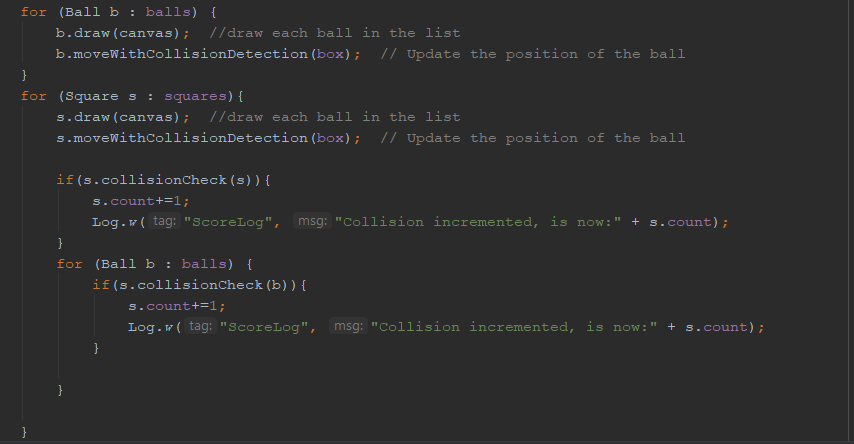 for (Ball b : balls) {
b.draw(canvas);  //draw each ball in the list
b.moveWithCollisionDetection(box);  // Update the position of the ball
}
for (Square s : squares){
s.draw(canvas);  //draw each ball in the list
s.moveWithCollisionDetection(box);  // Update the position of the ball
if(s.collisionCheck(s)){
s.count+=1;
Log.w( tag: "ScoreLog",  msg: "Collision incremented, is now:" + s.count);
}
for (Ball b : balls) {
if(s.collisionCheck(b)){
s.count+=1;
Log.w( tag: "ScoreLog",  msg: "Collision incremented, is now:" + s.count);
}
}
}